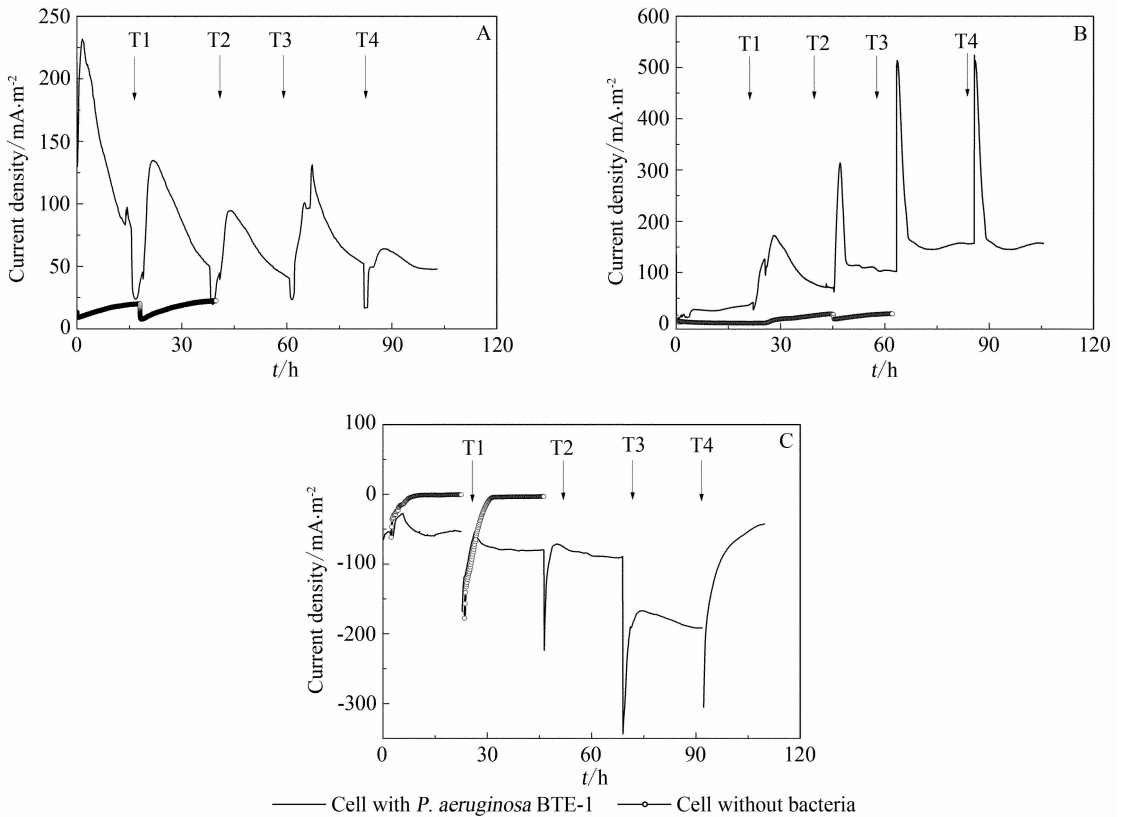 A
T1 T2 T3 T4
250
200
150
100
50
0
0 30 60 90 120
t/h
Current density/mA·m-2
B
T1 T2 T3 T4
600
500
400
300
200
100
0
0 30 60 90 120
t/h
Current density/mA·m-2
C
T1 T2 T3 T4
100
0
-100
-200
-300
0 30 60 90 120
t/h
Current density/mA·m-2
Cell with P. aeruginosa BTE-1 Cell without bacteria